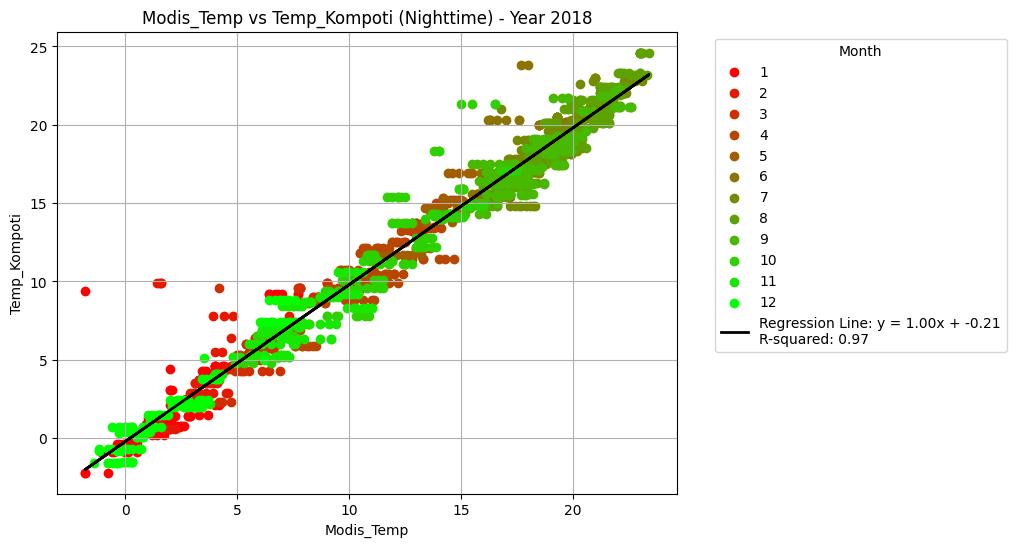 Modis_Temp vs Temp_Kompoti (Nighttime) - Year 2018
Temp_Kompoti
25
20
15
10
5
0
0 5 10 15 20
Modis_Temp
Month
1
2
3
4
5
6
7
8
9
10
11
12
Regression Line: y = 1.00x + -0.21
R-squared: 0.97